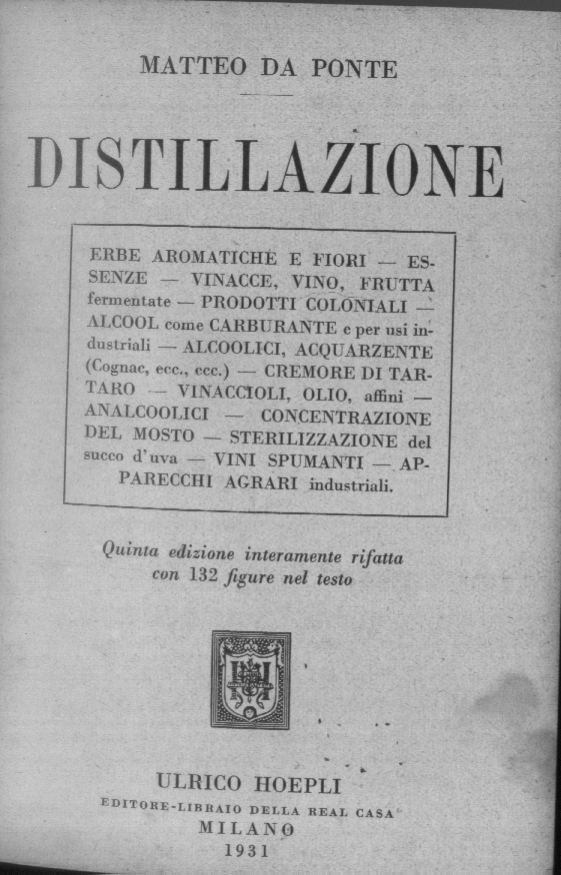 MATTEO DA PONTE
DISTILLAZIONE
ERBE AROMATICHE E FIORI — ES-
SENZE — VINACCE, VINO, FRUTTA
fermentate — PRODOTTI COLONIALI —
ALCOOL come CARBURANTE e per usi in-
dustriali — ALCOOLICI, ACQUARZENTE
(Cognac, ecc., ecc.) — CREMORE DI TAR-
TARO — VINACCIOLI, OLIO, affini —
ANALCOOLICI — CONCENTRAZIONE
DEL MOSTO — STERILIZZAZIONE del
succo d'uva — VINI SPUMANTI — AP-
PARECCHI AGRARI industriali.
Quinta edizione interamente rifatta
con 132 figure nel testo
ULRICO HOEPLI
EDITORE-LIBRAIO DELLA REAL CASA
MILANO
1931